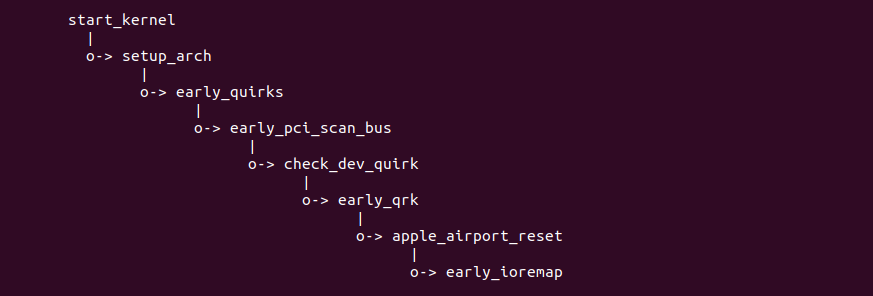 start_kernel
|
o-> setup_arch
|
o-> early_quirks
|
o-> early_pci_scan_bus
|
o-> check_dev_quirk
|
o-> early_qrk
|
o-> apple_airport_reset
|
o-> early_ioremap